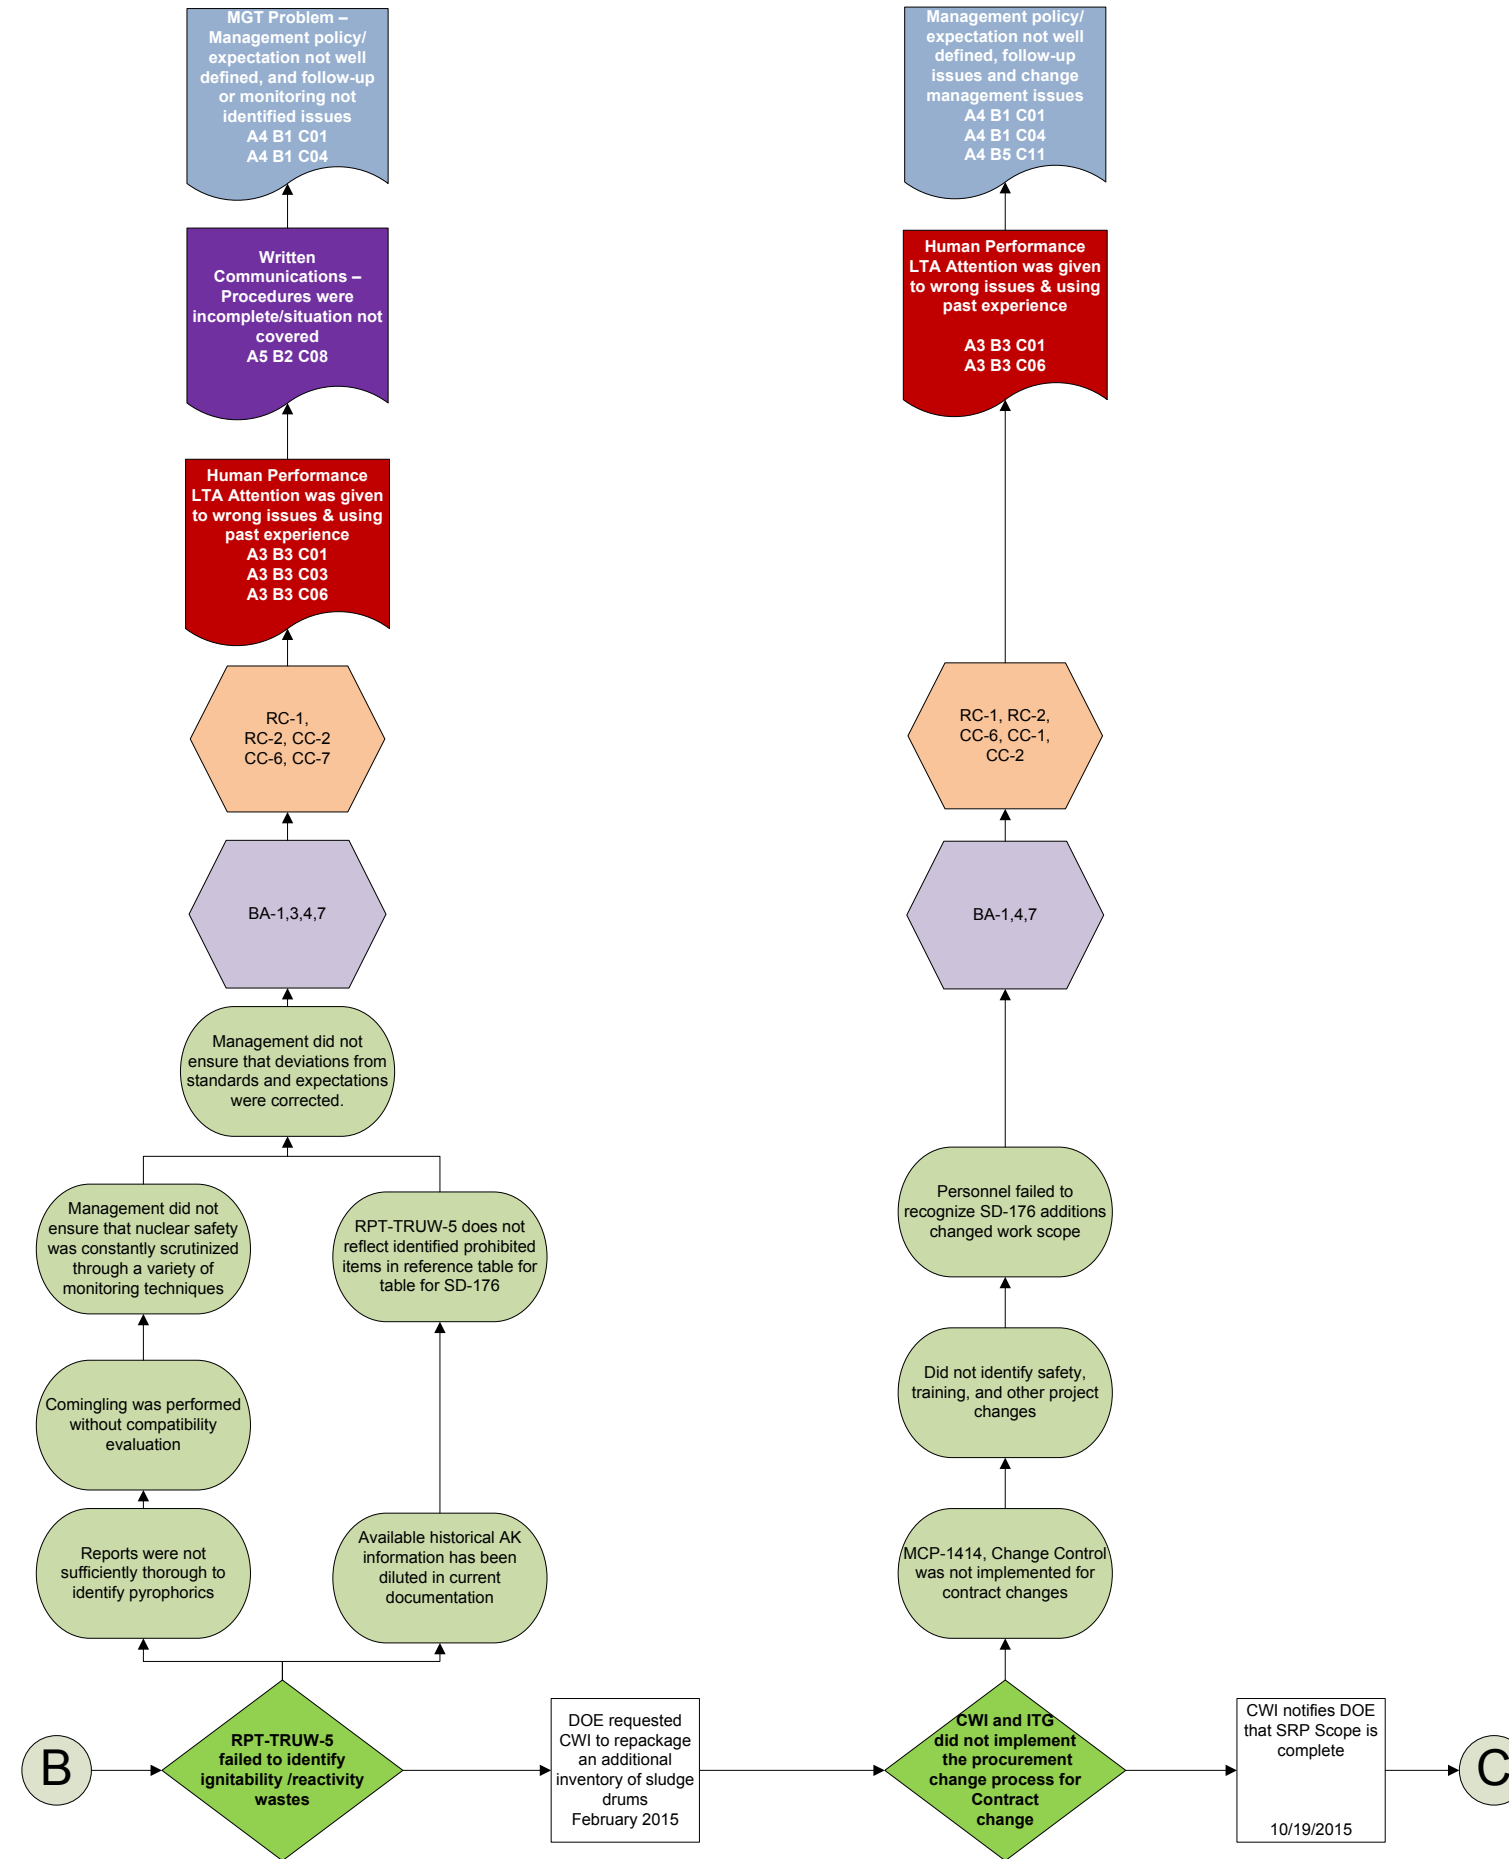 MGT Problem –
Management policy/
expectation not well
defined, and follow-up
or monitoring not
identified issues
A4 B1 C01
A4 B1 C04
Written
Communications –
Procedures were
incomplete/situation not
covered
A5 B2 C08
Human Performance
LTA Attention was given
to wrong issues & using
past experience
A3 B3 C01
A3 B3 C03
A3 B3 C06
RC-1,
RC-2, CC-2
CC-6, CC-7
BA-1,3,4,7
Management did not
ensure that deviations from
standards and expectations
were corrected.
Management did not
ensure that nuclear safety
was constantly scrutinized
through a variety of
monitoring techniques
RPT-TRUW-5 does not
reflect identified prohibited
items in reference table for
table for SD-176
Comingling was performed
without compatibility
evaluation
Reports were not
sufficiently thorough to
identify pyrophorics
Available historical AK
information has been
diluted in current
documentation
Management policy/
expectation not well
defined, follow-up
issues and change
management issues
A4 B1 C01
A4 B1 C04
A4 B5 C11
Human Performance
LTA Attention was given
to wrong issues & using
past experience
A3 B3 C01
A3 B3 C06
RC-1, RC-2,
CC-6, CC-1,
CC-2
BA-1,4,7
Personnel failed to
recognize SD-176 additions
changed work scope
Did not identify safety,
training, and other project
changes
MCP-1414, Change Control
was not implemented for
contract changes
B
RPT-TRUW-5
failed to identify
ignitability /reactivity
wastes
DOE requested
CWI to repackage
an additional
inventory of sludge
drums
February 2015
CWI and ITG
did not implement
the procurement
change process for
Contract
change
CWI notifies DOE
that SRP Scope is
complete
10/19/2015
C